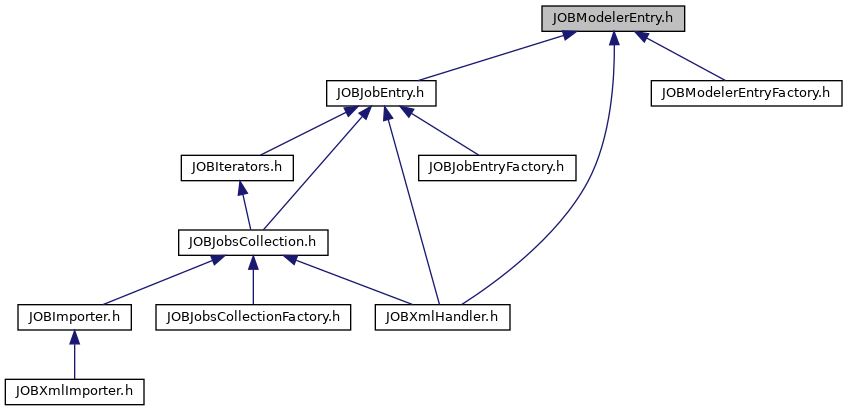 JOBModelerEntry.h
JOBJobEntry.h
JOBModelerEntryFactory.h
JOBIterators.h
JOBJobEntryFactory.h
JOBJobsCollection.h
JOBImporter.h
JOBJobsCollectionFactory.h
JOBXmlHandler.h
JOBXmlImporter.h